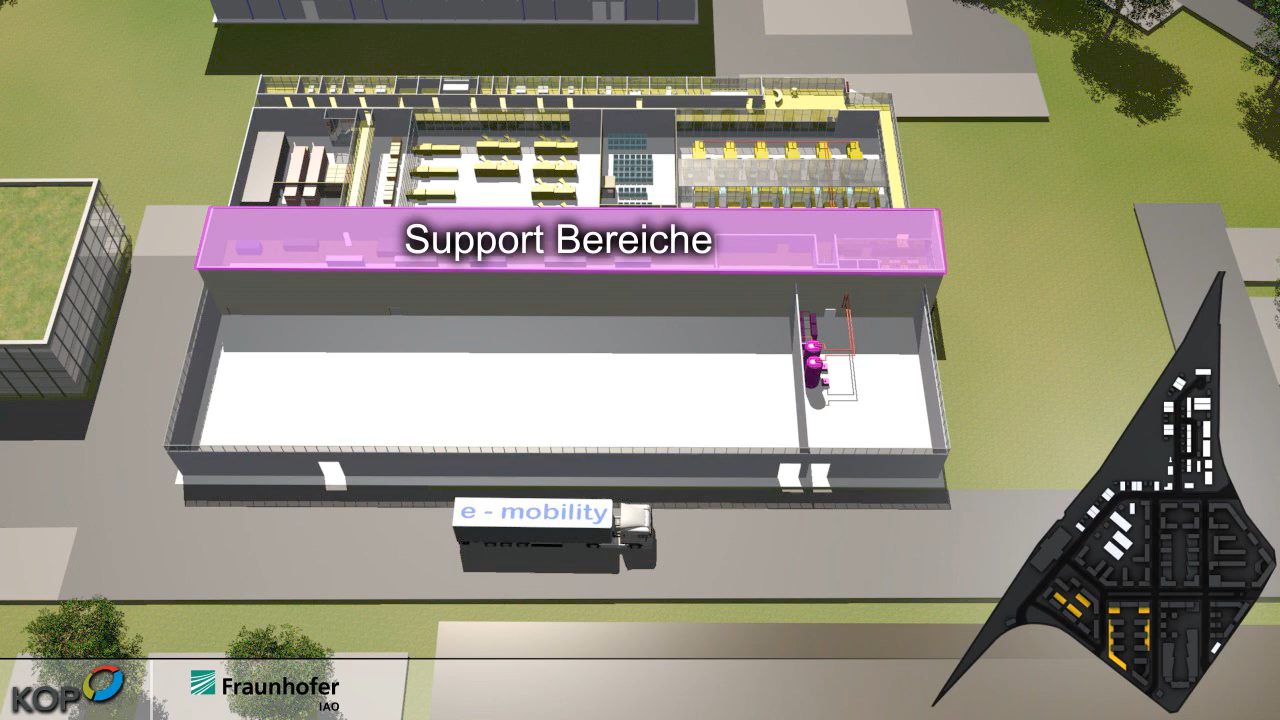 Support Bereiche
e - mobility
KOP
Fraunhofer
IAO